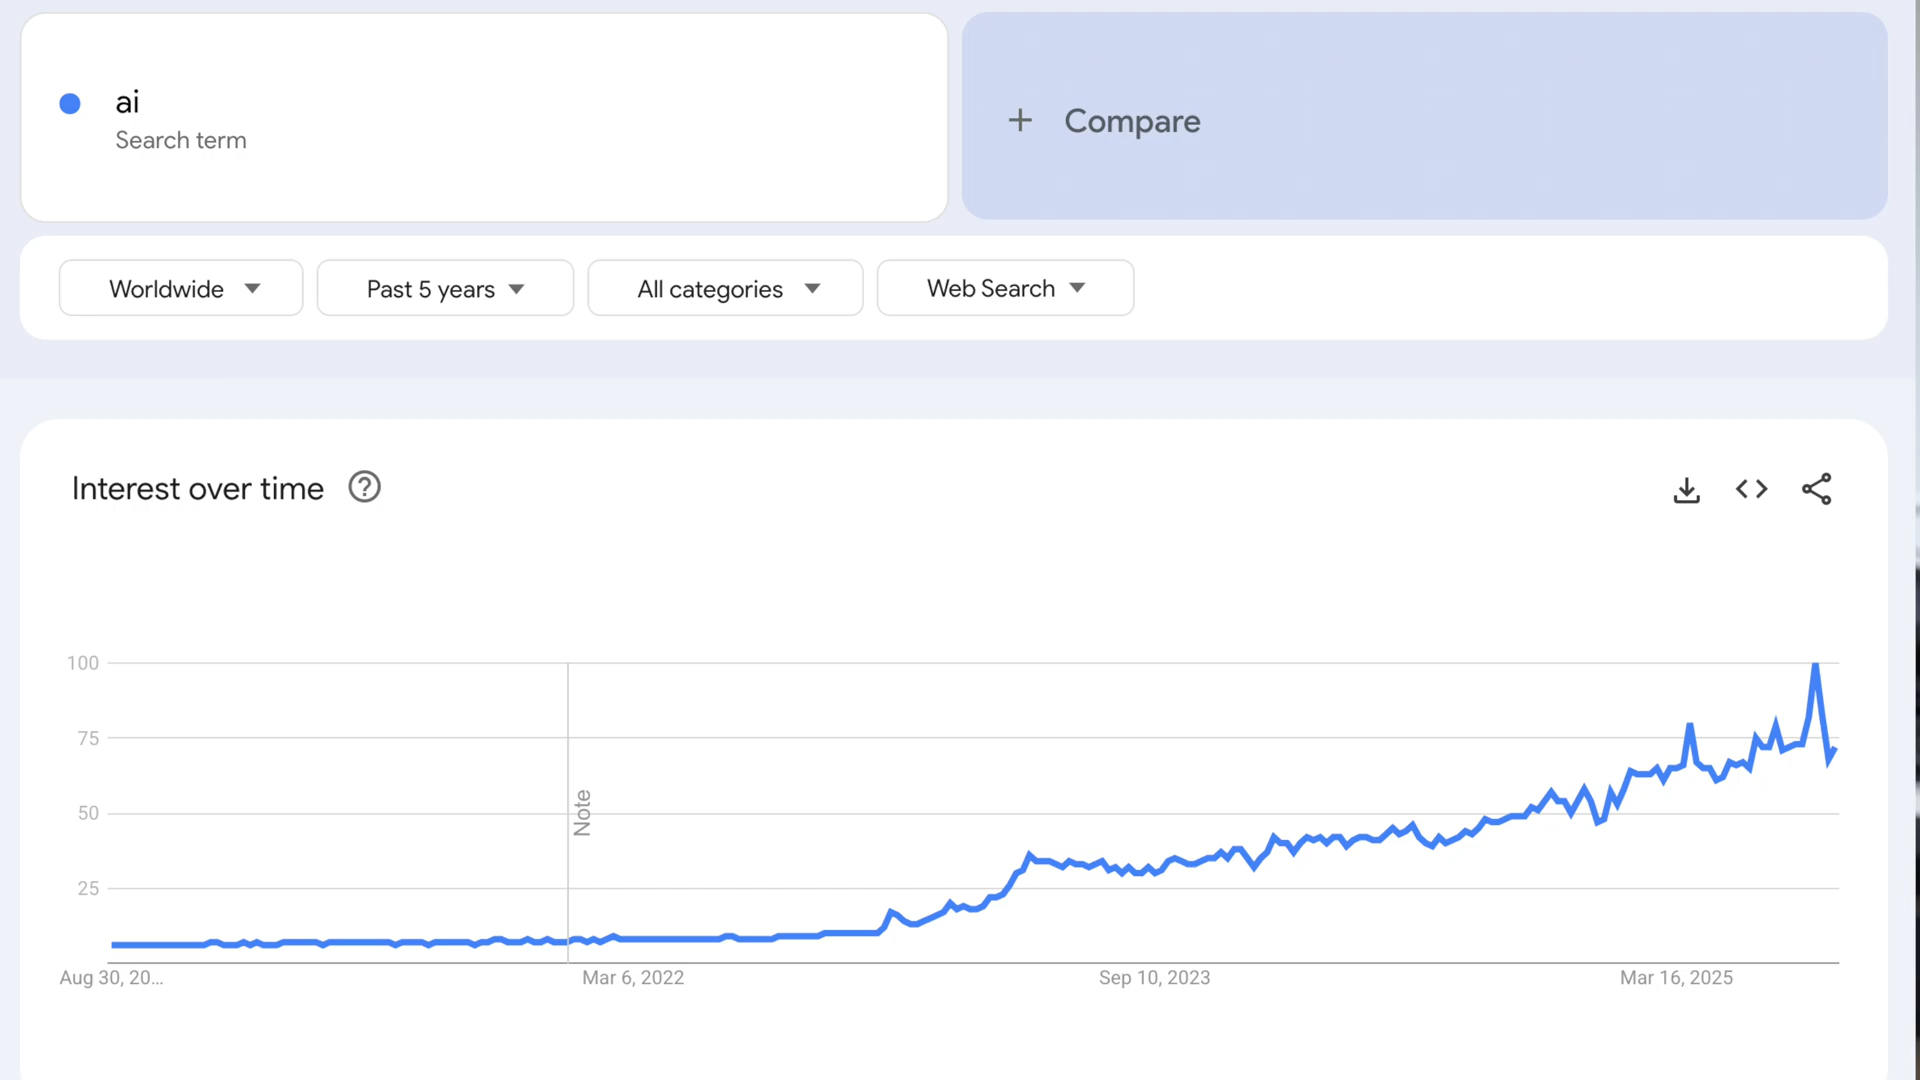 ai
Search term
+ Compare
Worldwide
Past 5 years
All categories
Web Search
Interest over time
100
75
50
25
Note
Aug 30, 20...
Mar 6, 2022
Sep 10, 2023
Mar 16, 2025